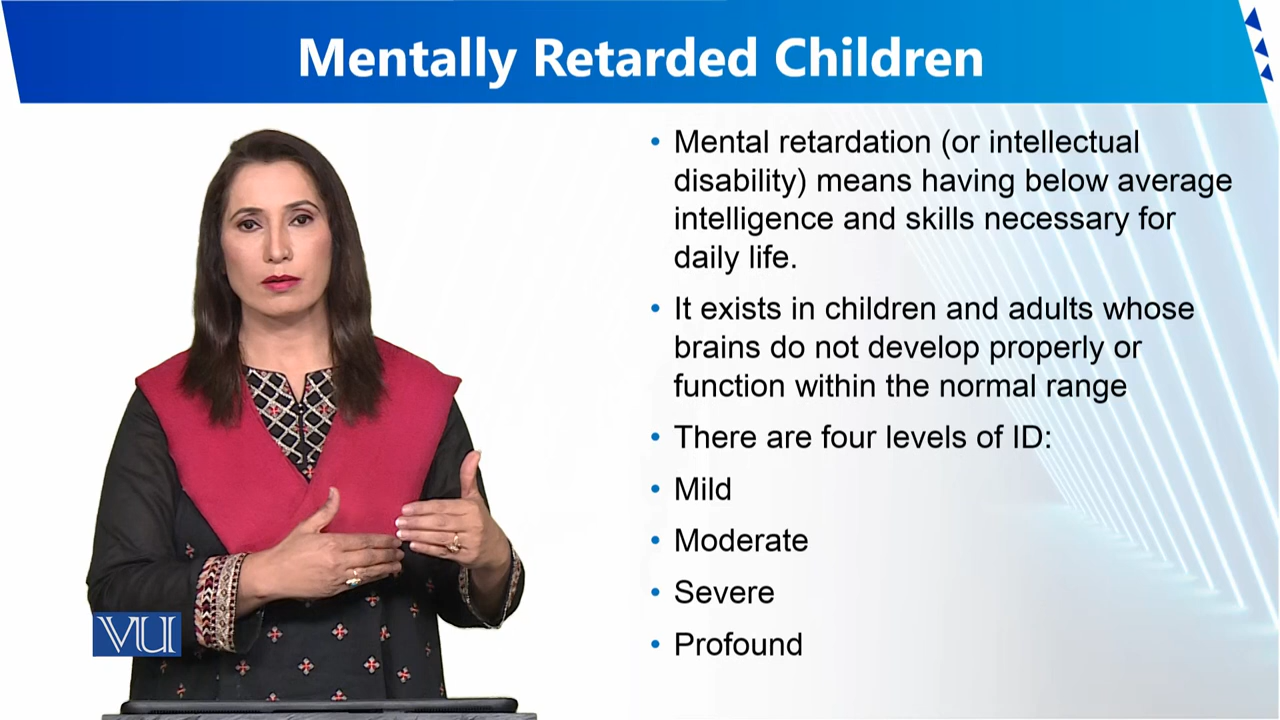 Mentally Retarded Children
• Mental retardation (or intellectual
disability) means having below average
intelligence and skills necessary for
daily life.
• It exists in children and adults whose
brains do not develop properly or
function within the normal range
• There are four levels of ID:
• Mild
• Moderate
• Severe
• Profound
VU